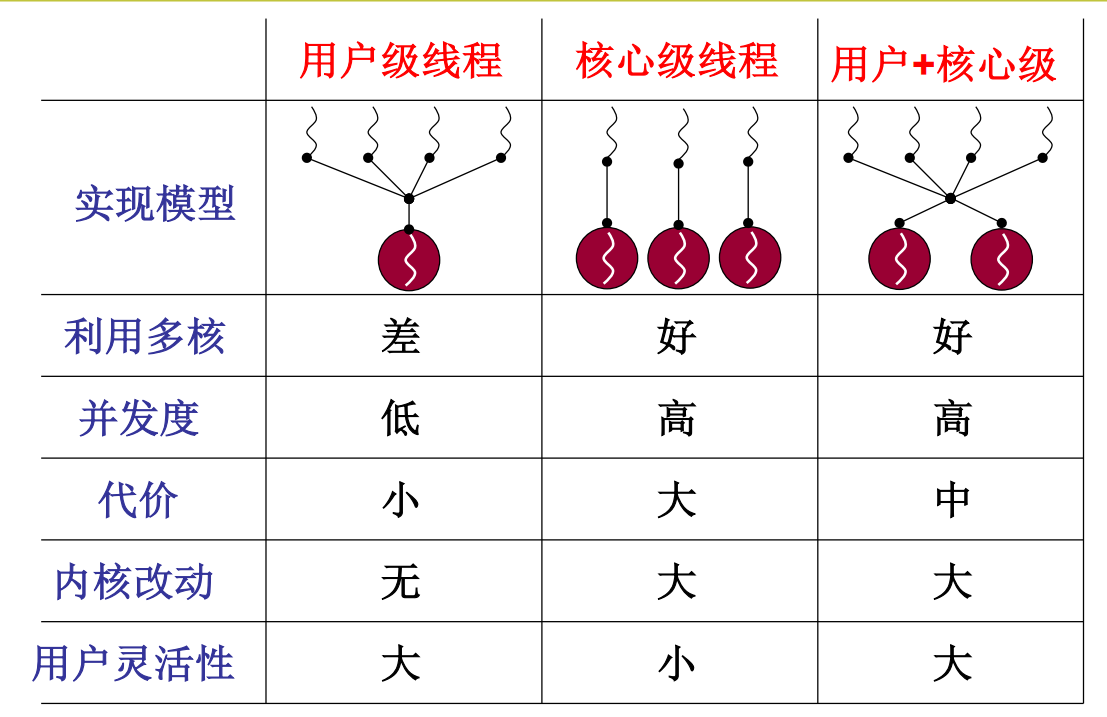 用户级线程 核心级线程 用户+核心级
实现模型
利用多核 差 好 好
并发度 低 高 高
代价 小 大 中
内核改动 无 大 大
用户灵活性 大 小 大